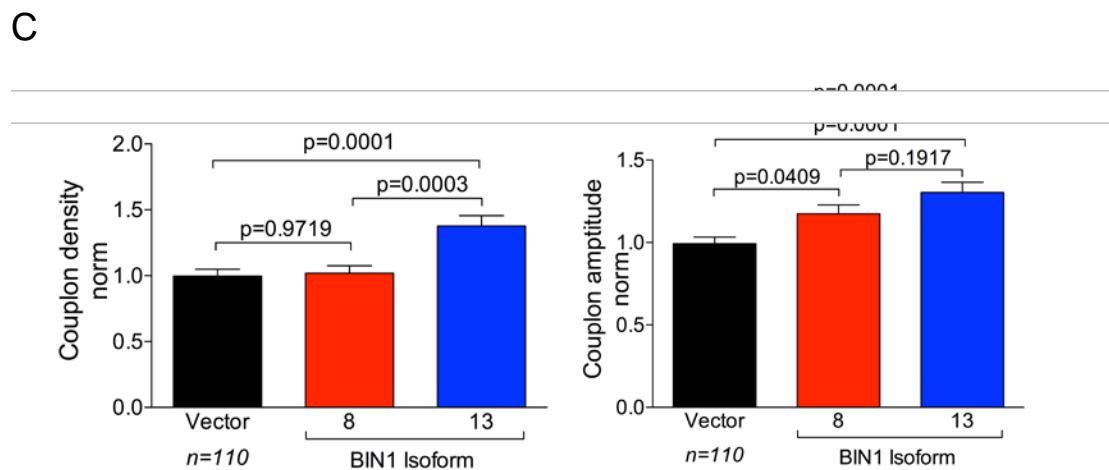 C
p=0.0001
p=0.0001
p=0.0003
p=0.9719
Couplon density
norm
2.0
1.5
1.0
0.5
0.0
Vector
8
13
n=110
BIN1 Isoform
p=0.0001
p=0.1917
p=0.0409
Couplon amptitude
norm
1.5
1.0
0.5
0.0
Vector
8
13
n=110
BIN1 Isoform